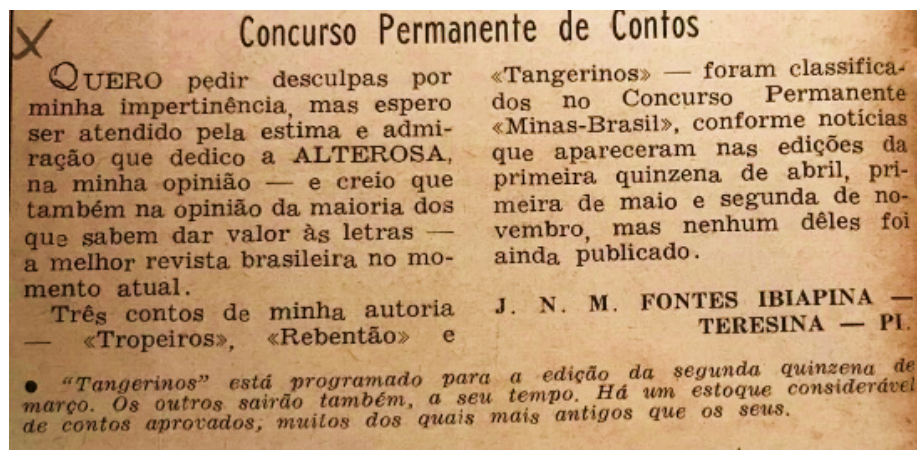 Concurso Permanente de Contos
QUERO pedir desculpas por
minha impertinência, mas espero
ser atendido pela estima e admi-
ração que dedico a ALTEROSA,
na minha opinião — e creio que
também na opinião da maioria dos
que sabem dar valor às letras —
a melhor revista brasileira no mo-
mento atual.
Três contos de minha autoria
— «Tropeiros», «Rebentão» e
«Tangerinos» — foram classifica-
dos no Concurso Permanente
«Minas-Brasil», conforme notícias
que apareceram nas edições da
primeira quinzena de abril, pri-
meira de maio e segunda de no-
vembro, mas nenhum dêles foi
ainda publicado.
J. N. M. FONTES IBIAPINA —
TERESINA — PI.
● "Tangerinos" está programado para a edição da segunda quinzena de
março. Os outros sairão também, a seu tempo. Há um estoque considerável
de contos aprovados, muitos dos quais mais antigos que os seus.